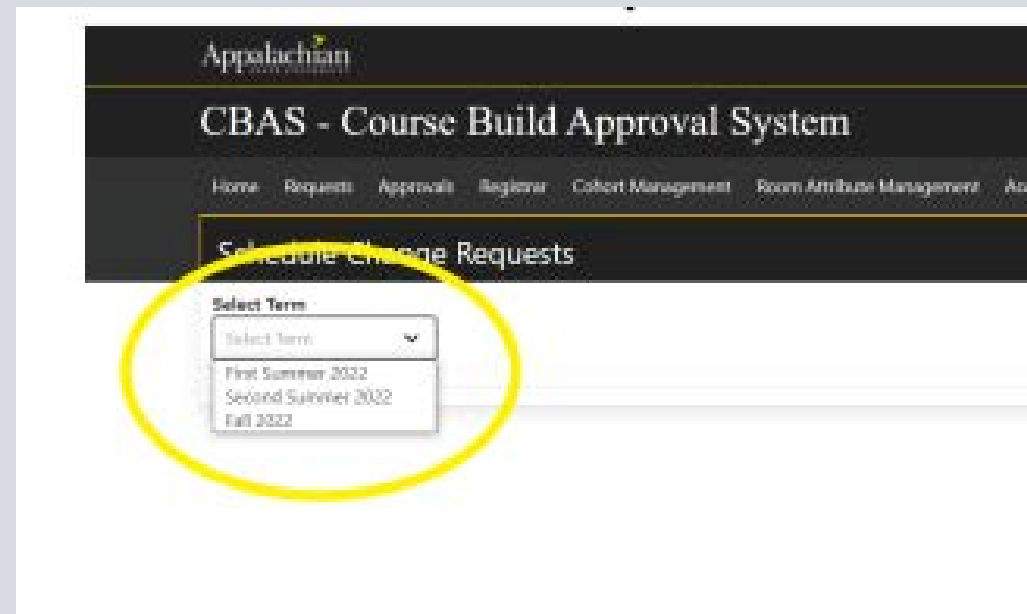 Appalachian
CBAS - Course Build Approval System
Home Requests Approvals Registrar Cohort Management Room Attribute Management
Schedule Change Requests
Select Term
Select Term
First Summer 2022
Second Summer 2022
Fall 2022